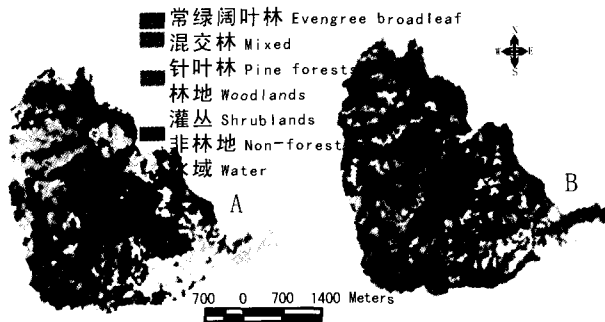 常绿阔叶林 Evengree broadleaf
混交林 Mixed
针叶林 Pine forests
林地 Woodlands
灌丛 Shrublands
非林地 Non-forest
水域 Water
N
W E
S
A
B
700 0 700 1400 Meters